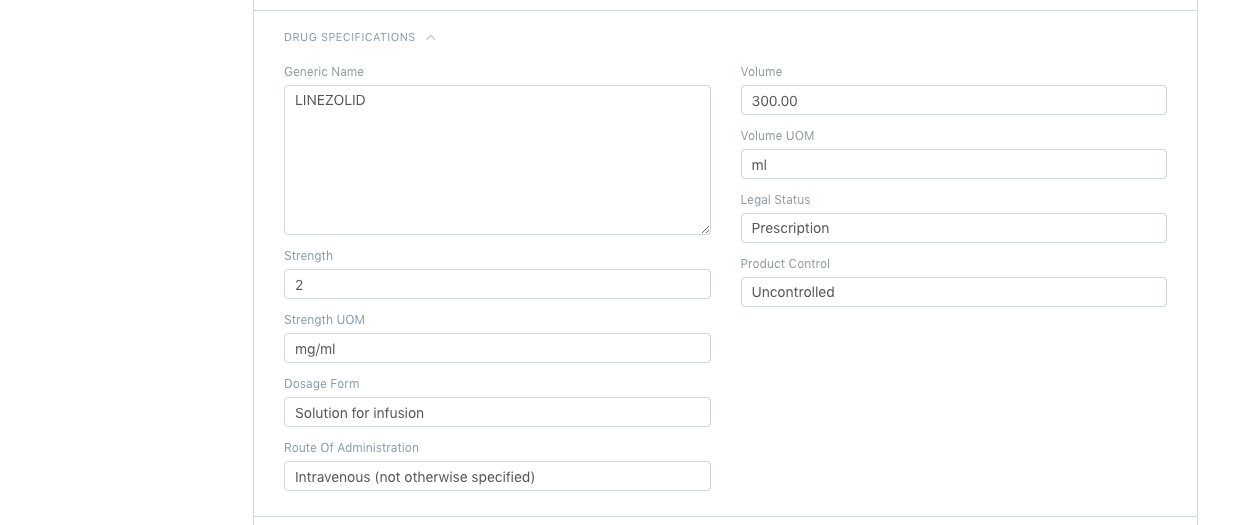 DRUG SPECIFICATIONS
Generic Name
LINEZOLID
Strength
2
Strength UOM
mg/ml
Dosage Form
Solution for infusion
Route Of Administration
Intravenous (not otherwise specified)
Volume
300.00
Volume UOM
ml
Legal Status
Prescription
Product Control
Uncontrolled